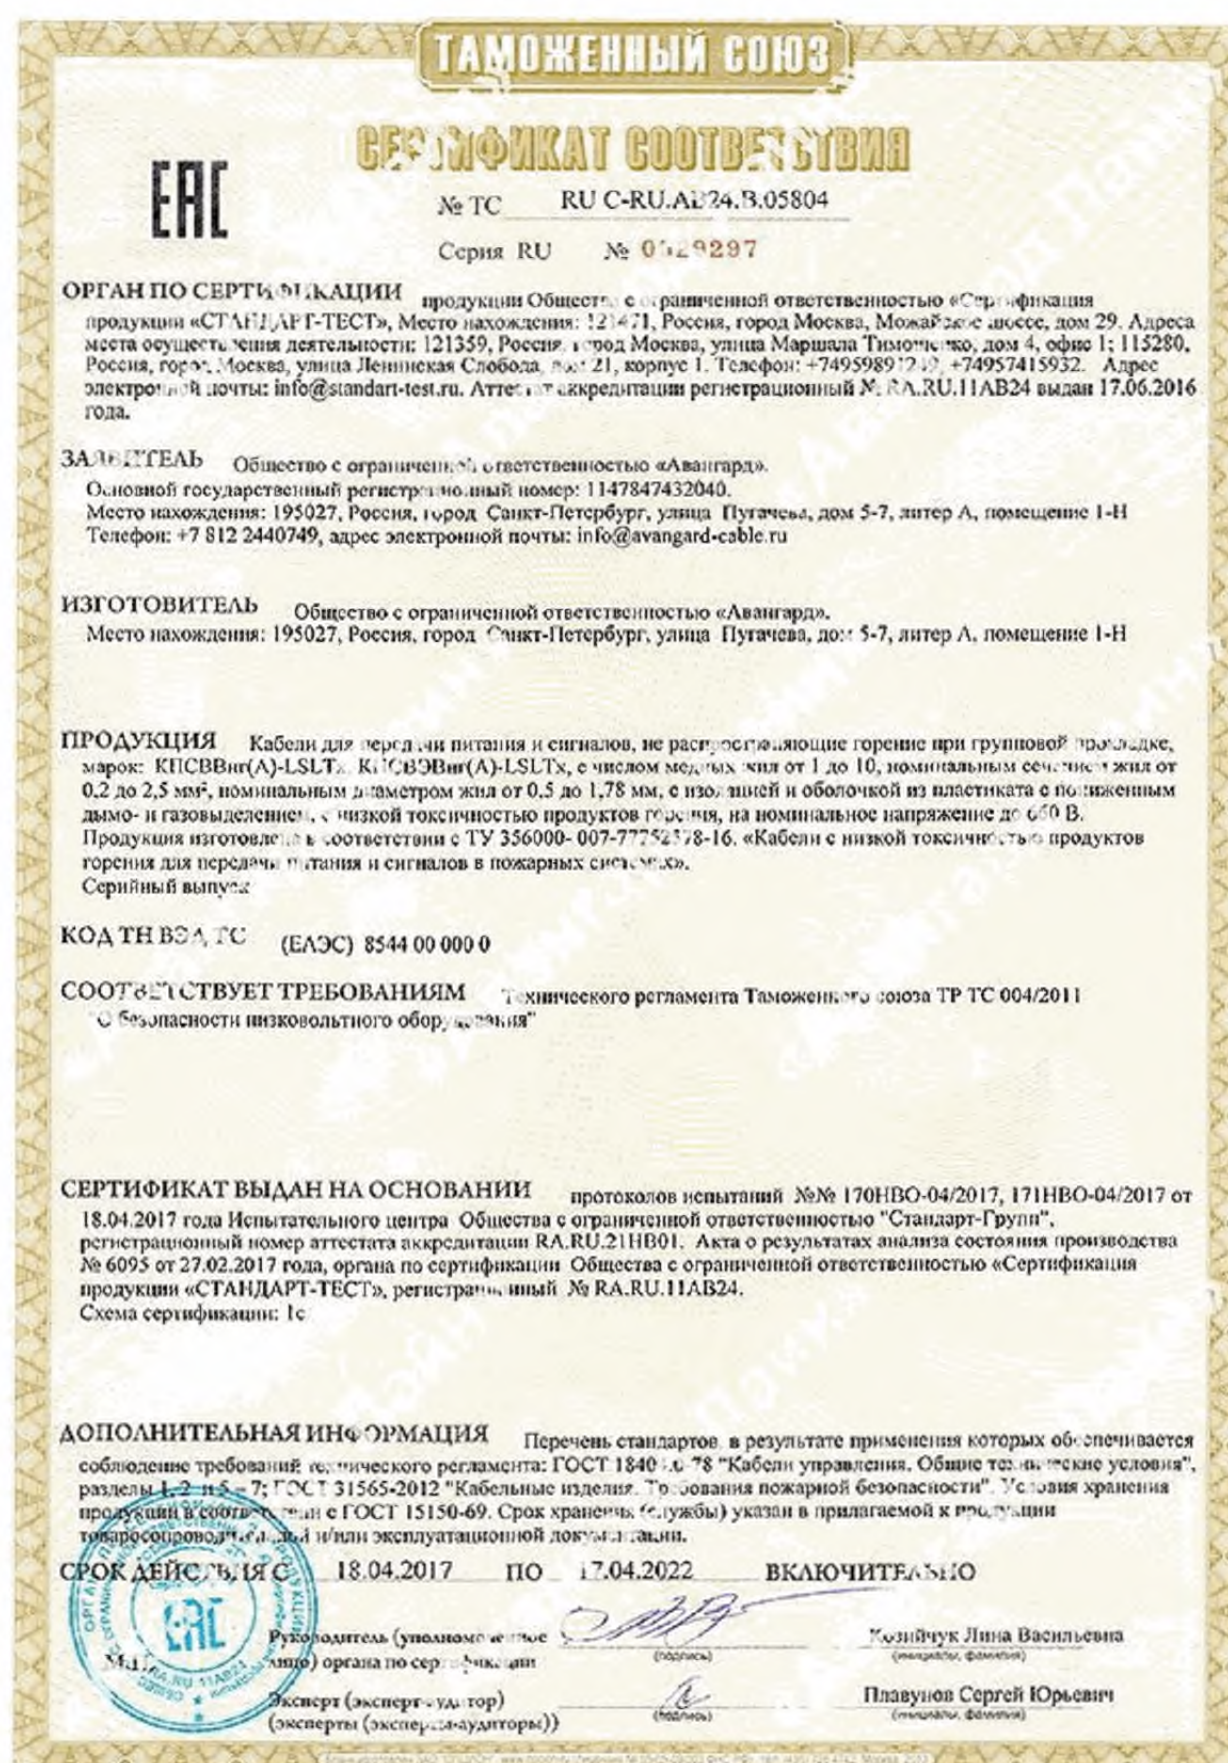 ТАМОЖЕННЫЙ СОЮЗ
СЕРТИФИКАТ СООТВЕТСТВИЯ
EAC
№ ТС RU C-RU.АВ24.В.05804
Серия RU №
ОРГАН ПО СЕРТИФИКАЦИИ продукции Общество с ограниченной ответственностью «Сертификация
продукции «СТАНДАРТ-ТЕСТ», Место нахождения: 121471, Россия, город Москва, Можайское шоссе, дом 29. Адреса
места осуществления деятельности: 121359, Россия, город Москва, улица Маршала Тимошенко, дом 4, офис 1; 115280,
Россия, город Москва, улица Ленинская Слобода, дом 21, корпус 1. Телефон: +74957415932. Адрес
электронной почты: info@standart-test.ru. Аттестат аккредитации регистрационный № RA.RU.11АВ24 выдан 17.06.2016
года.
ЗАЯВИТЕЛЬ Общество с ограниченной ответственностью «Авангард».
Основной государственный регистрационный номер: 1147847432040.
Место нахождения: 195027, Россия, город Санкт-Петербург, улица Пугачева, дом 5-7, литер А, помещение 1-Н
Телефон: +7 812 2440749, адрес электронной почты: info@avangard-cable.ru
ИЗГОТОВИТЕЛЬ Общество с ограниченной ответственностью «Авангард».
Место нахождения: 195027, Россия, город Санкт-Петербург, улица Пугачева, дом 5-7, литер А, помещение 1-Н
ПРОДУКЦИЯ Кабели для передачи питания и сигналов, не распространяющие горение при групповой прокладке,
марок: КПСВВнг(А)-LSLTx, КПСВЭВнг(А)-LSLTx, с числом медных жил от 1 до 10, номинальным сечением жил от
0,2 до 2,5 мм², номинальным диаметром жил от 0,5 до 1,78 мм, с изоляцией и оболочкой из пластиката с пониженным
дымо- и газовыделением, с низкой токсичностью продуктов горения, на номинальное напряжение до 660 В.
Продукция изготовлена в соответствии с ТУ 356000- 007-77752378-16. «Кабели с низкой токсичностью продуктов
горения для передачи питания и сигналов в пожарных системах».
Серийный выпуск
КОД ТН ВЭД ТС (ЕАЭС) 8544 00 000 0
СООТВЕТСТВУЕТ ТРЕБОВАНИЯМ Технического регламента Таможенного союза ТР ТС 004/2011
"О безопасности низковольтного оборудования"
СЕРТИФИКАТ ВЫДАН НА ОСНОВАНИИ протоколов испытаний №№ 170НВО-04/2017, 171НВО-04/2017 от
18.04.2017 года Испытательного центра Общества с ограниченной ответственностью "Стандарт-Групп",
регистрационный номер аттестата аккредитации RA.RU.21НВ01. Акта о результатах анализа состояния производства
№ 6095 от 27.02.2017 года, органа по сертификации Общества с ограниченной ответственностью «Сертификация
продукции «СТАНДАРТ-ТЕСТ», регистрационный № RA.RU.11АВ24.
Схема сертификации: 1с
ДОПОЛНИТЕЛЬНАЯ ИНФОРМАЦИЯ Перечень стандартов, в результате применения которых обеспечивается
соблюдение требований технического регламента: ГОСТ "Кабели управления. Общие технические условия",
разделы 1, 2 и 5 – 7; ГОСТ 31565-2012 "Кабельные изделия. Требования пожарной безопасности". Условия хранения
продукции в соответствии с ГОСТ 15150-69. Срок хранения (службы) указан в прилагаемой к продукции
товаросопроводительной и/или эксплуатационной документации.
СРОК ДЕЙСТВИЯ С 18.04.2017 ПО 17.04.2022 ВКЛЮЧИТЕЛЬНО
М.П.
Руководитель (уполномоченное
лицо) органа по сертификации
(подпись)
Козийчук Лина Васильевна
(инициалы, фамилия)
Эксперт (эксперт-аудитор)
(эксперты (эксперты-аудиторы))
(подпись)
Плавунов Сергей Юрьевич
(инициалы, фамилия)